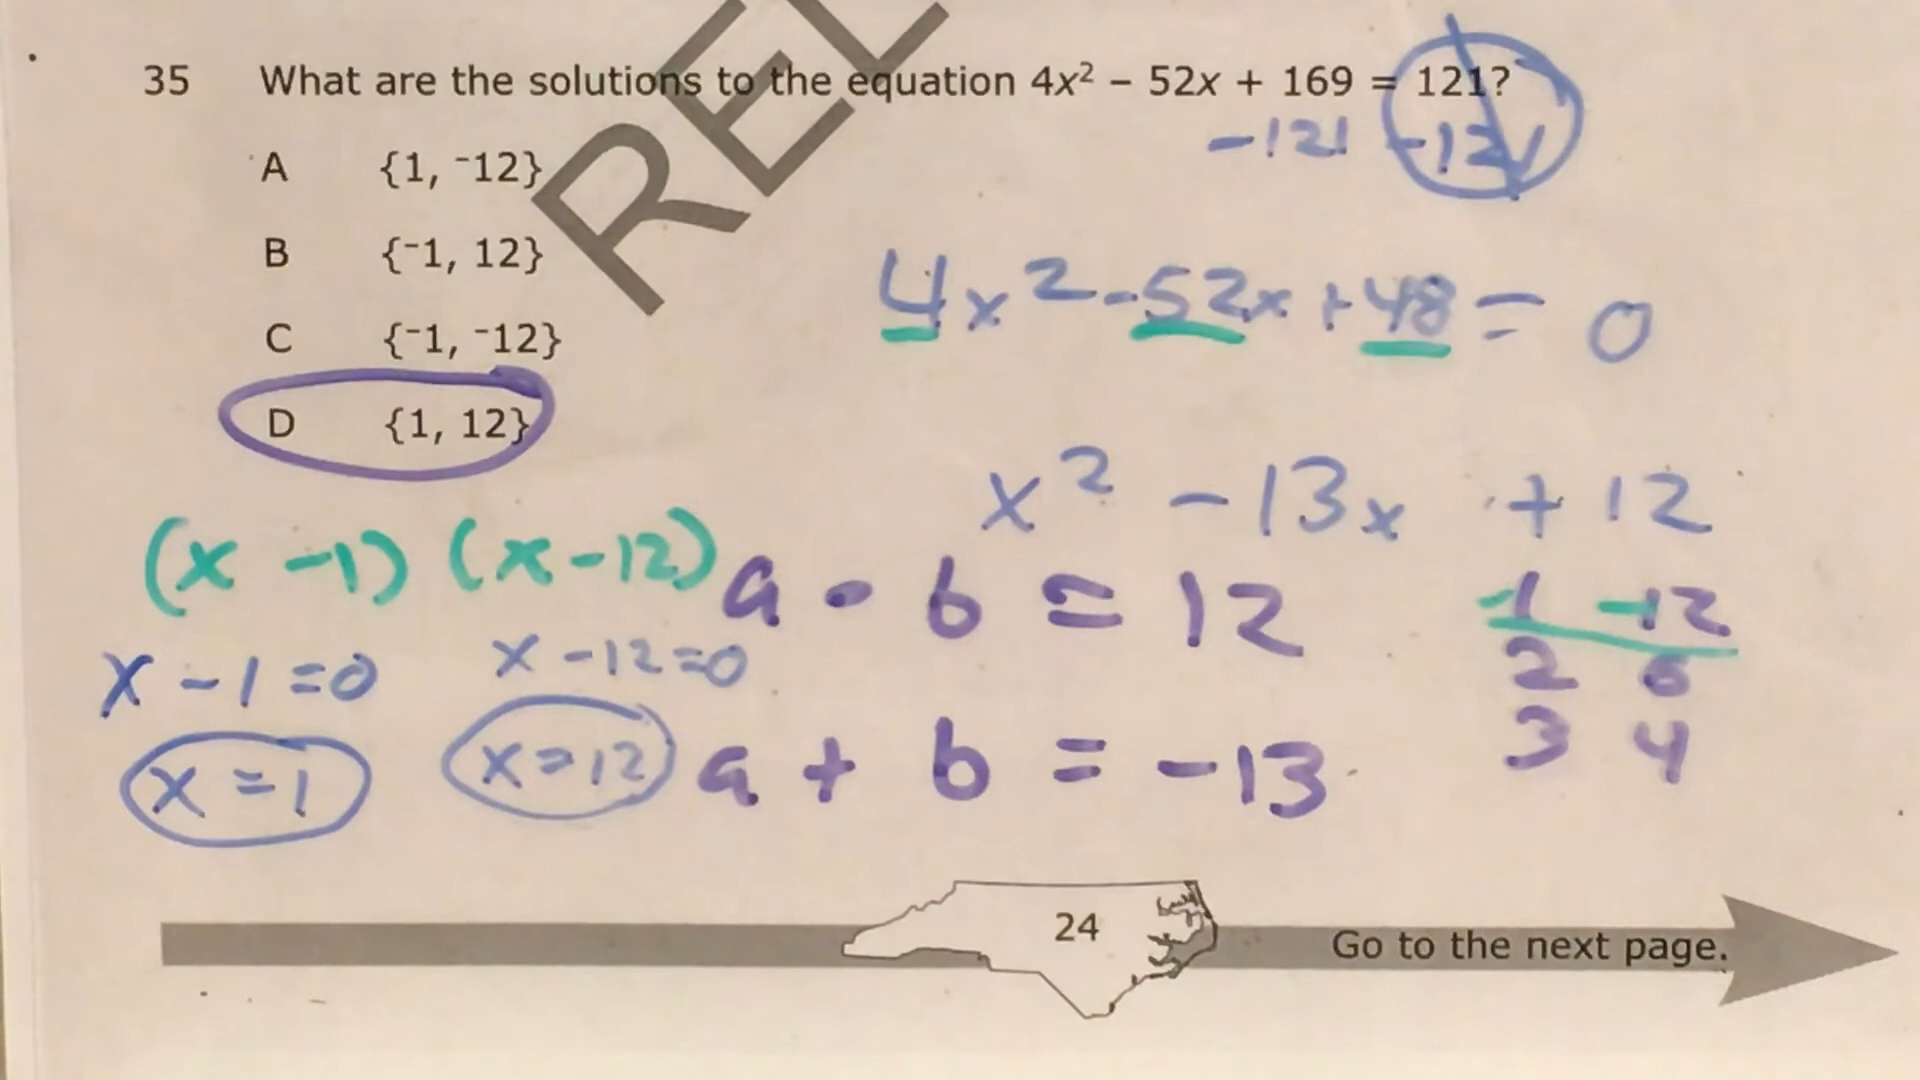 35 What are the solutions to the equation 4x² − 52x + 169 = 121?
-121 -121
A {1, ⁻12}
B {⁻1, 12}
C {⁻1, ⁻12}
D {1, 12}
REL
4x² - 52x + 48 = 0
x² - 13x + 12
(x - 1) (x - 12)
a • b = 12
-1 -12
2 6
3 4
x - 1 = 0
x - 12 = 0
x = 1
x = 12
a + b = -13
24
Go to the next page.